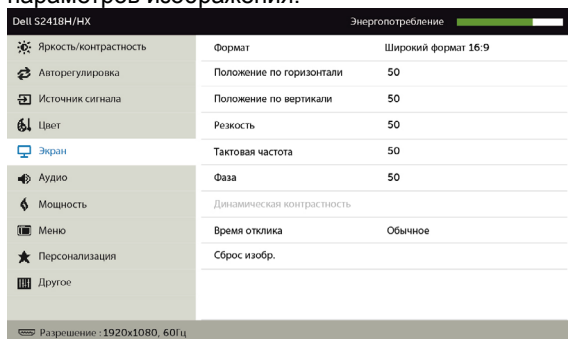 параметров изображения.
Dell S2418H/HX Энергопотребление
Яркость/контрастность Формат Широкий формат 16:9
Авторегулировка Положение по горизонтали 50
Источник сигнала Положение по вертикали 50
Цвет Резкость 50
Экран Тактовая частота 50
Аудио Фаза 50
Мощность Динамическая контрастность
Меню Время отклика Обычное
Персонализация Сброс изобр.
Другое
Разрешение : 1920x1080, 60Гц